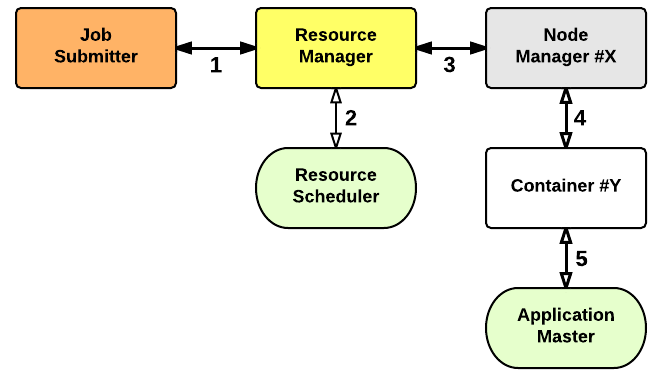 Job
Submitter
1
Resource
Manager
3
Node
Manager #X
2
4
Resource
Scheduler
Container #Y
5
Application
Master